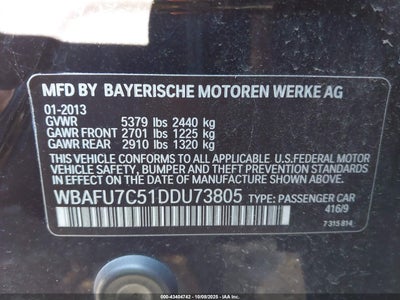 MFD BY BAYERISCHE MOTOREN WERKE AG
01-2013
GVWR 5379 lbs 2440 kg
GAWR FRONT 2701 lbs 1225 kg
GAWR REAR 2910 lbs 1320 kg
THIS VEHICLE CONFORMS TO ALL APPLICABLE U.S.FEDERAL MOTOR
VEHICLE SAFETY, BUMPER AND THEFT PREVENTION STANDARDS
IN EFFECT ON THE DATE OF MANUFACTURE SHOWN ABOVE.
WBAFU7C51DDU73805 TYPE: PASSENGER CAR
416/9
7 315 814
000-43404742 - 10/09/2025 - IAA Inc.